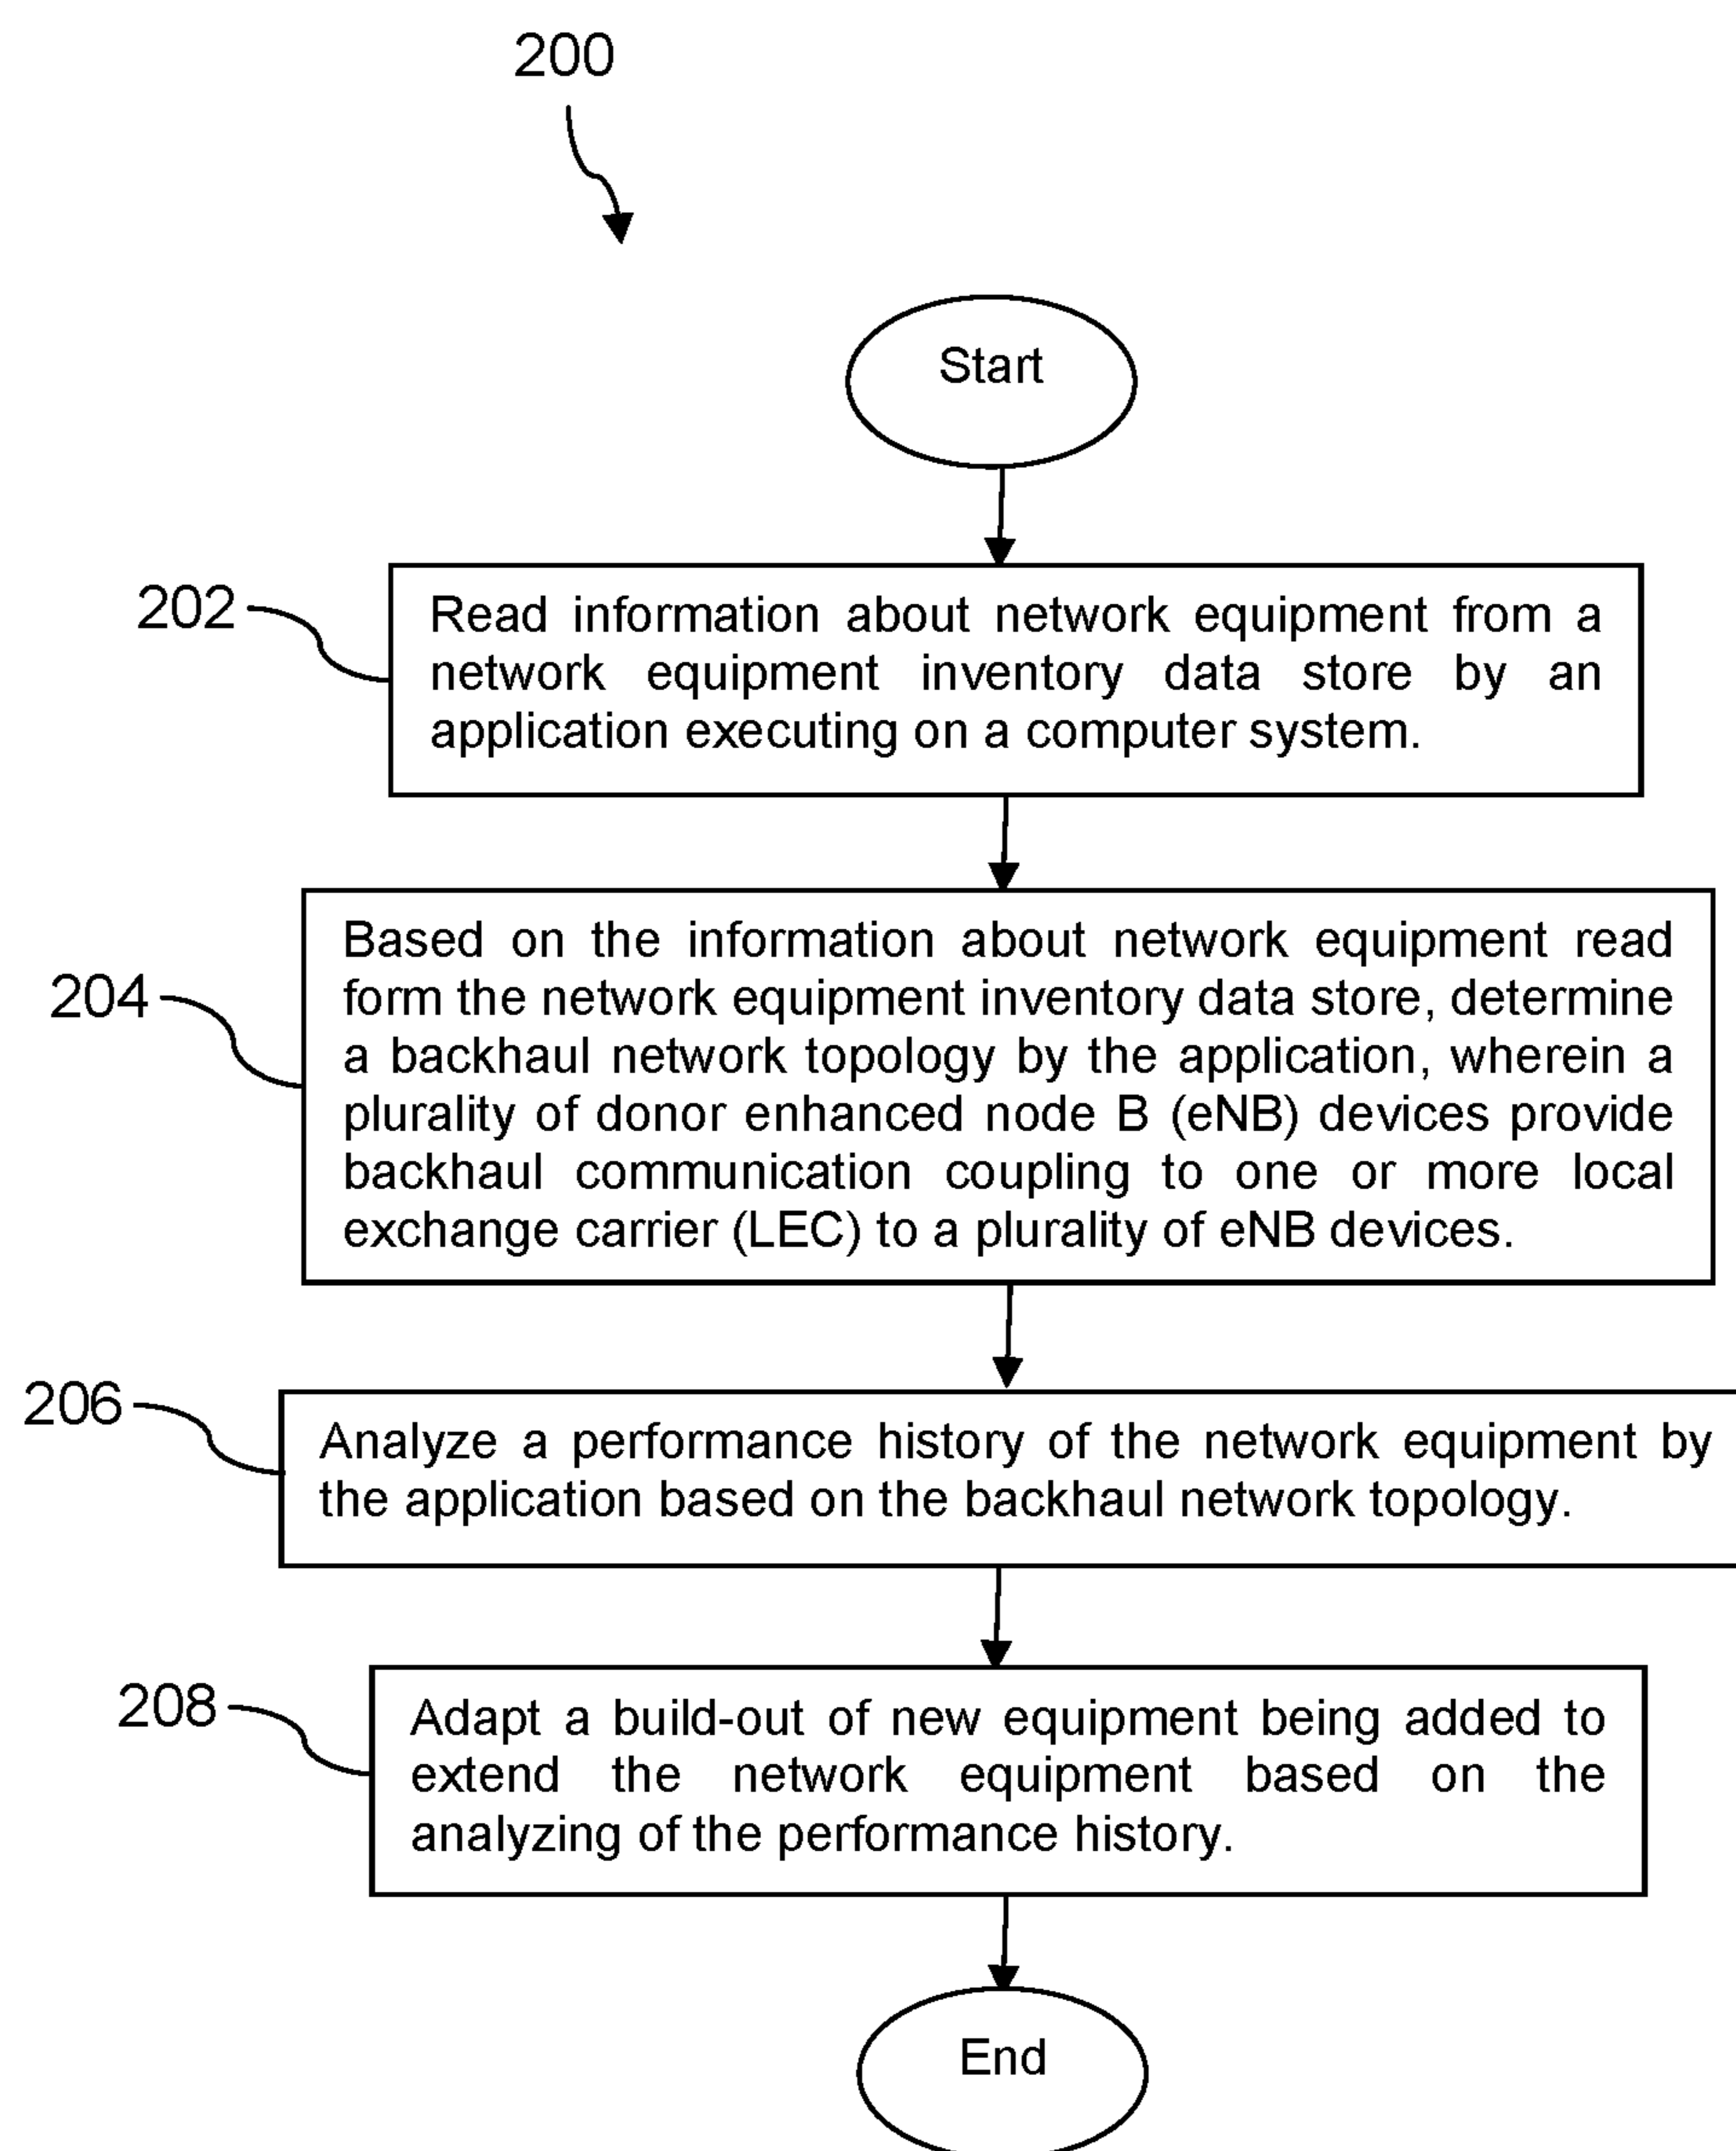 200
Start
202
Read information about network equipment from a
network equipment inventory data store by an
application executing on a computer system.
204
Based on the information about network equipment read
form the network equipment inventory data store, determine
a backhaul network topology by the application, wherein a
plurality of donor enhanced node B (eNB) devices provide
backhaul communication coupling to one or more local
exchange carrier (LEC) to a plurality of eNB devices.
206
Analyze a performance history of the network equipment by
the application based on the backhaul network topology.
208
Adapt a build-out of new equipment being added to
extend the network equipment based on the
analyzing of the performance history.
End